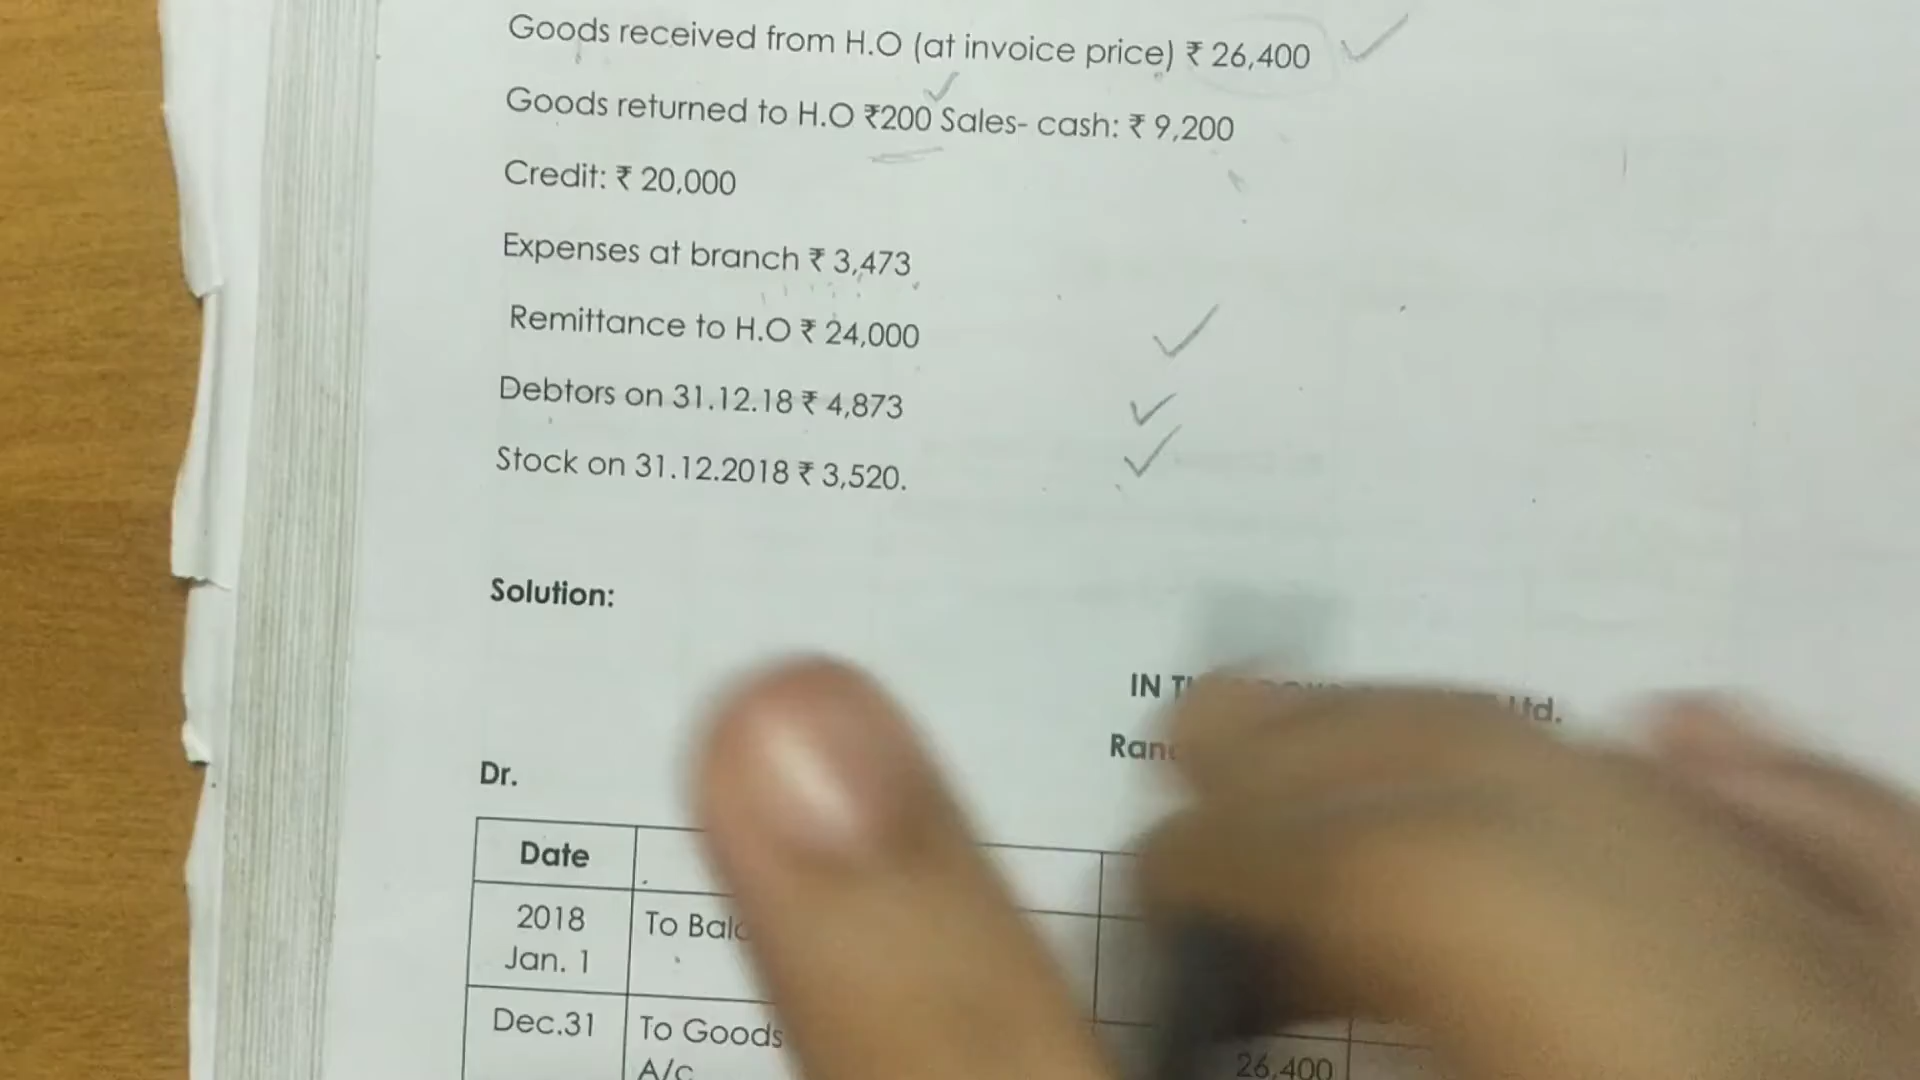 Goods received from H.O (at invoice price) ₹ 26,400
Goods returned to H.O ₹200 Sales- cash: ₹ 9,200
Credit: ₹ 20,000
Expenses at branch ₹ 3,473
Remittance to H.O ₹ 24,000
Debtors on 31.12.18 ₹ 4,873
Stock on 31.12.2018 ₹ 3,520.
Solution:
IN Ltd.
Dr.
Date
2018
Jan. 1
To
Dec.31
To Goods
A/c
26,400